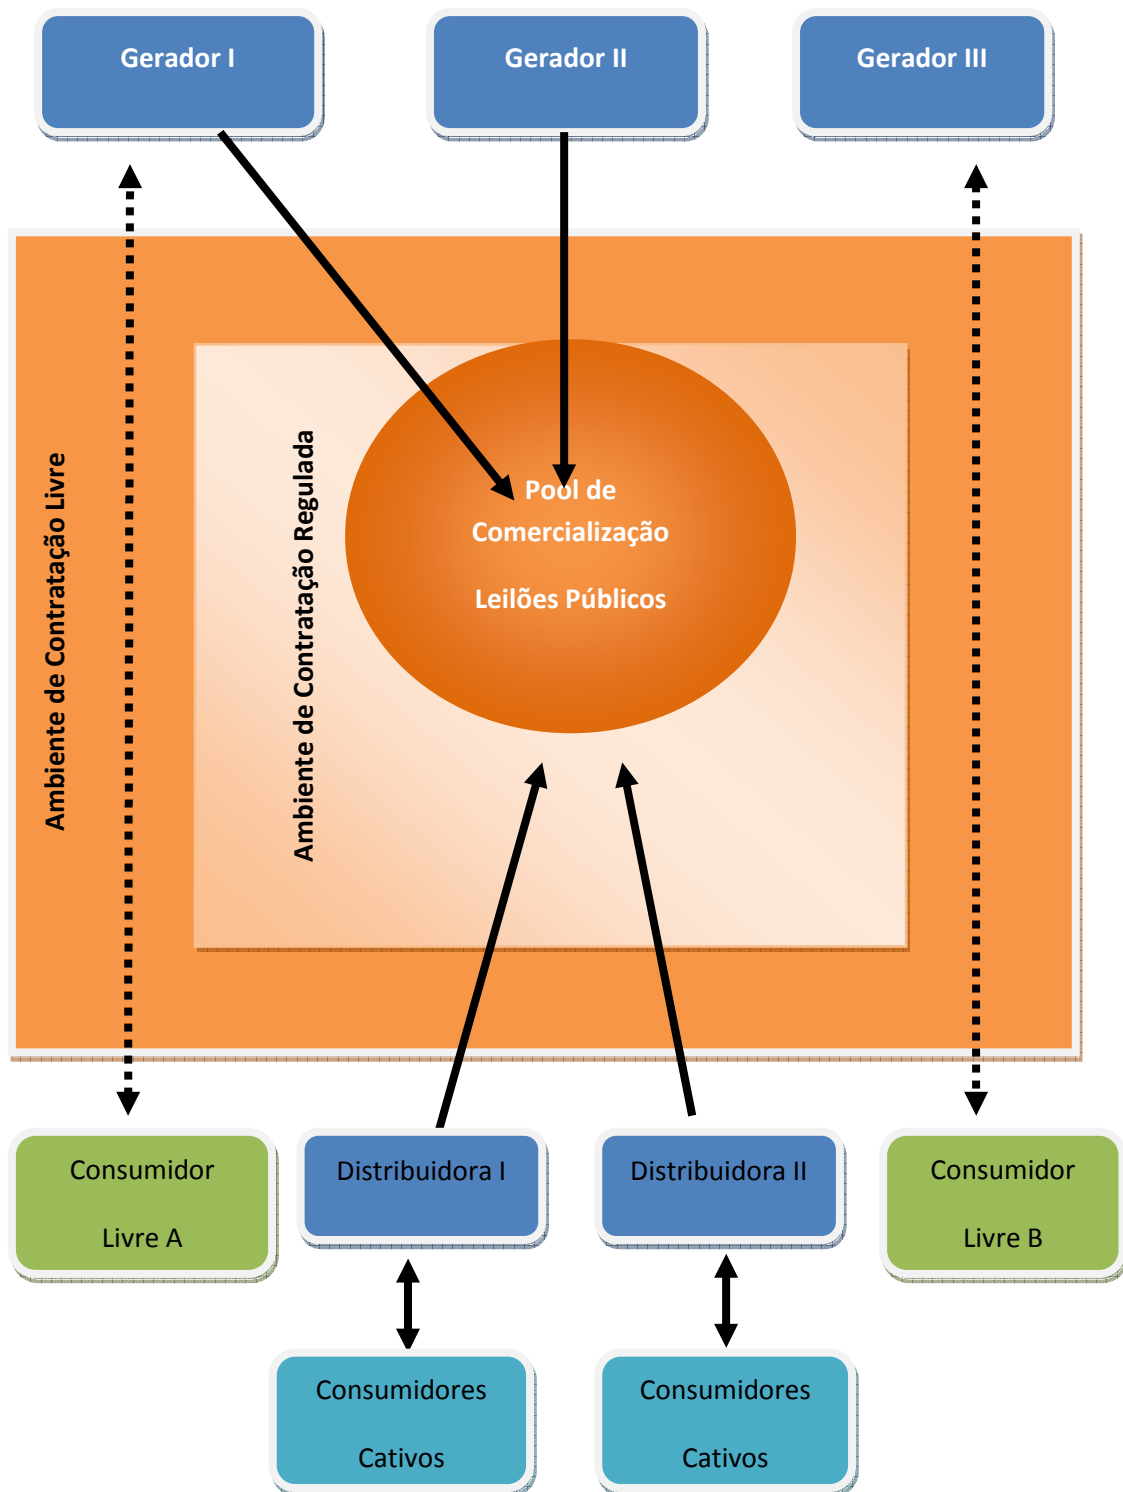 Gerador I
Gerador II
Gerador III
Ambiente de Contratação Livre
Ambiente de Contratação Regulada
Pool de
Comercialização
Leilões Públicos
Consumidor
Livre A
Distribuidora I
Distribuidora II
Consumidor
Livre B
Consumidores
Cativos
Consumidores
Cativos